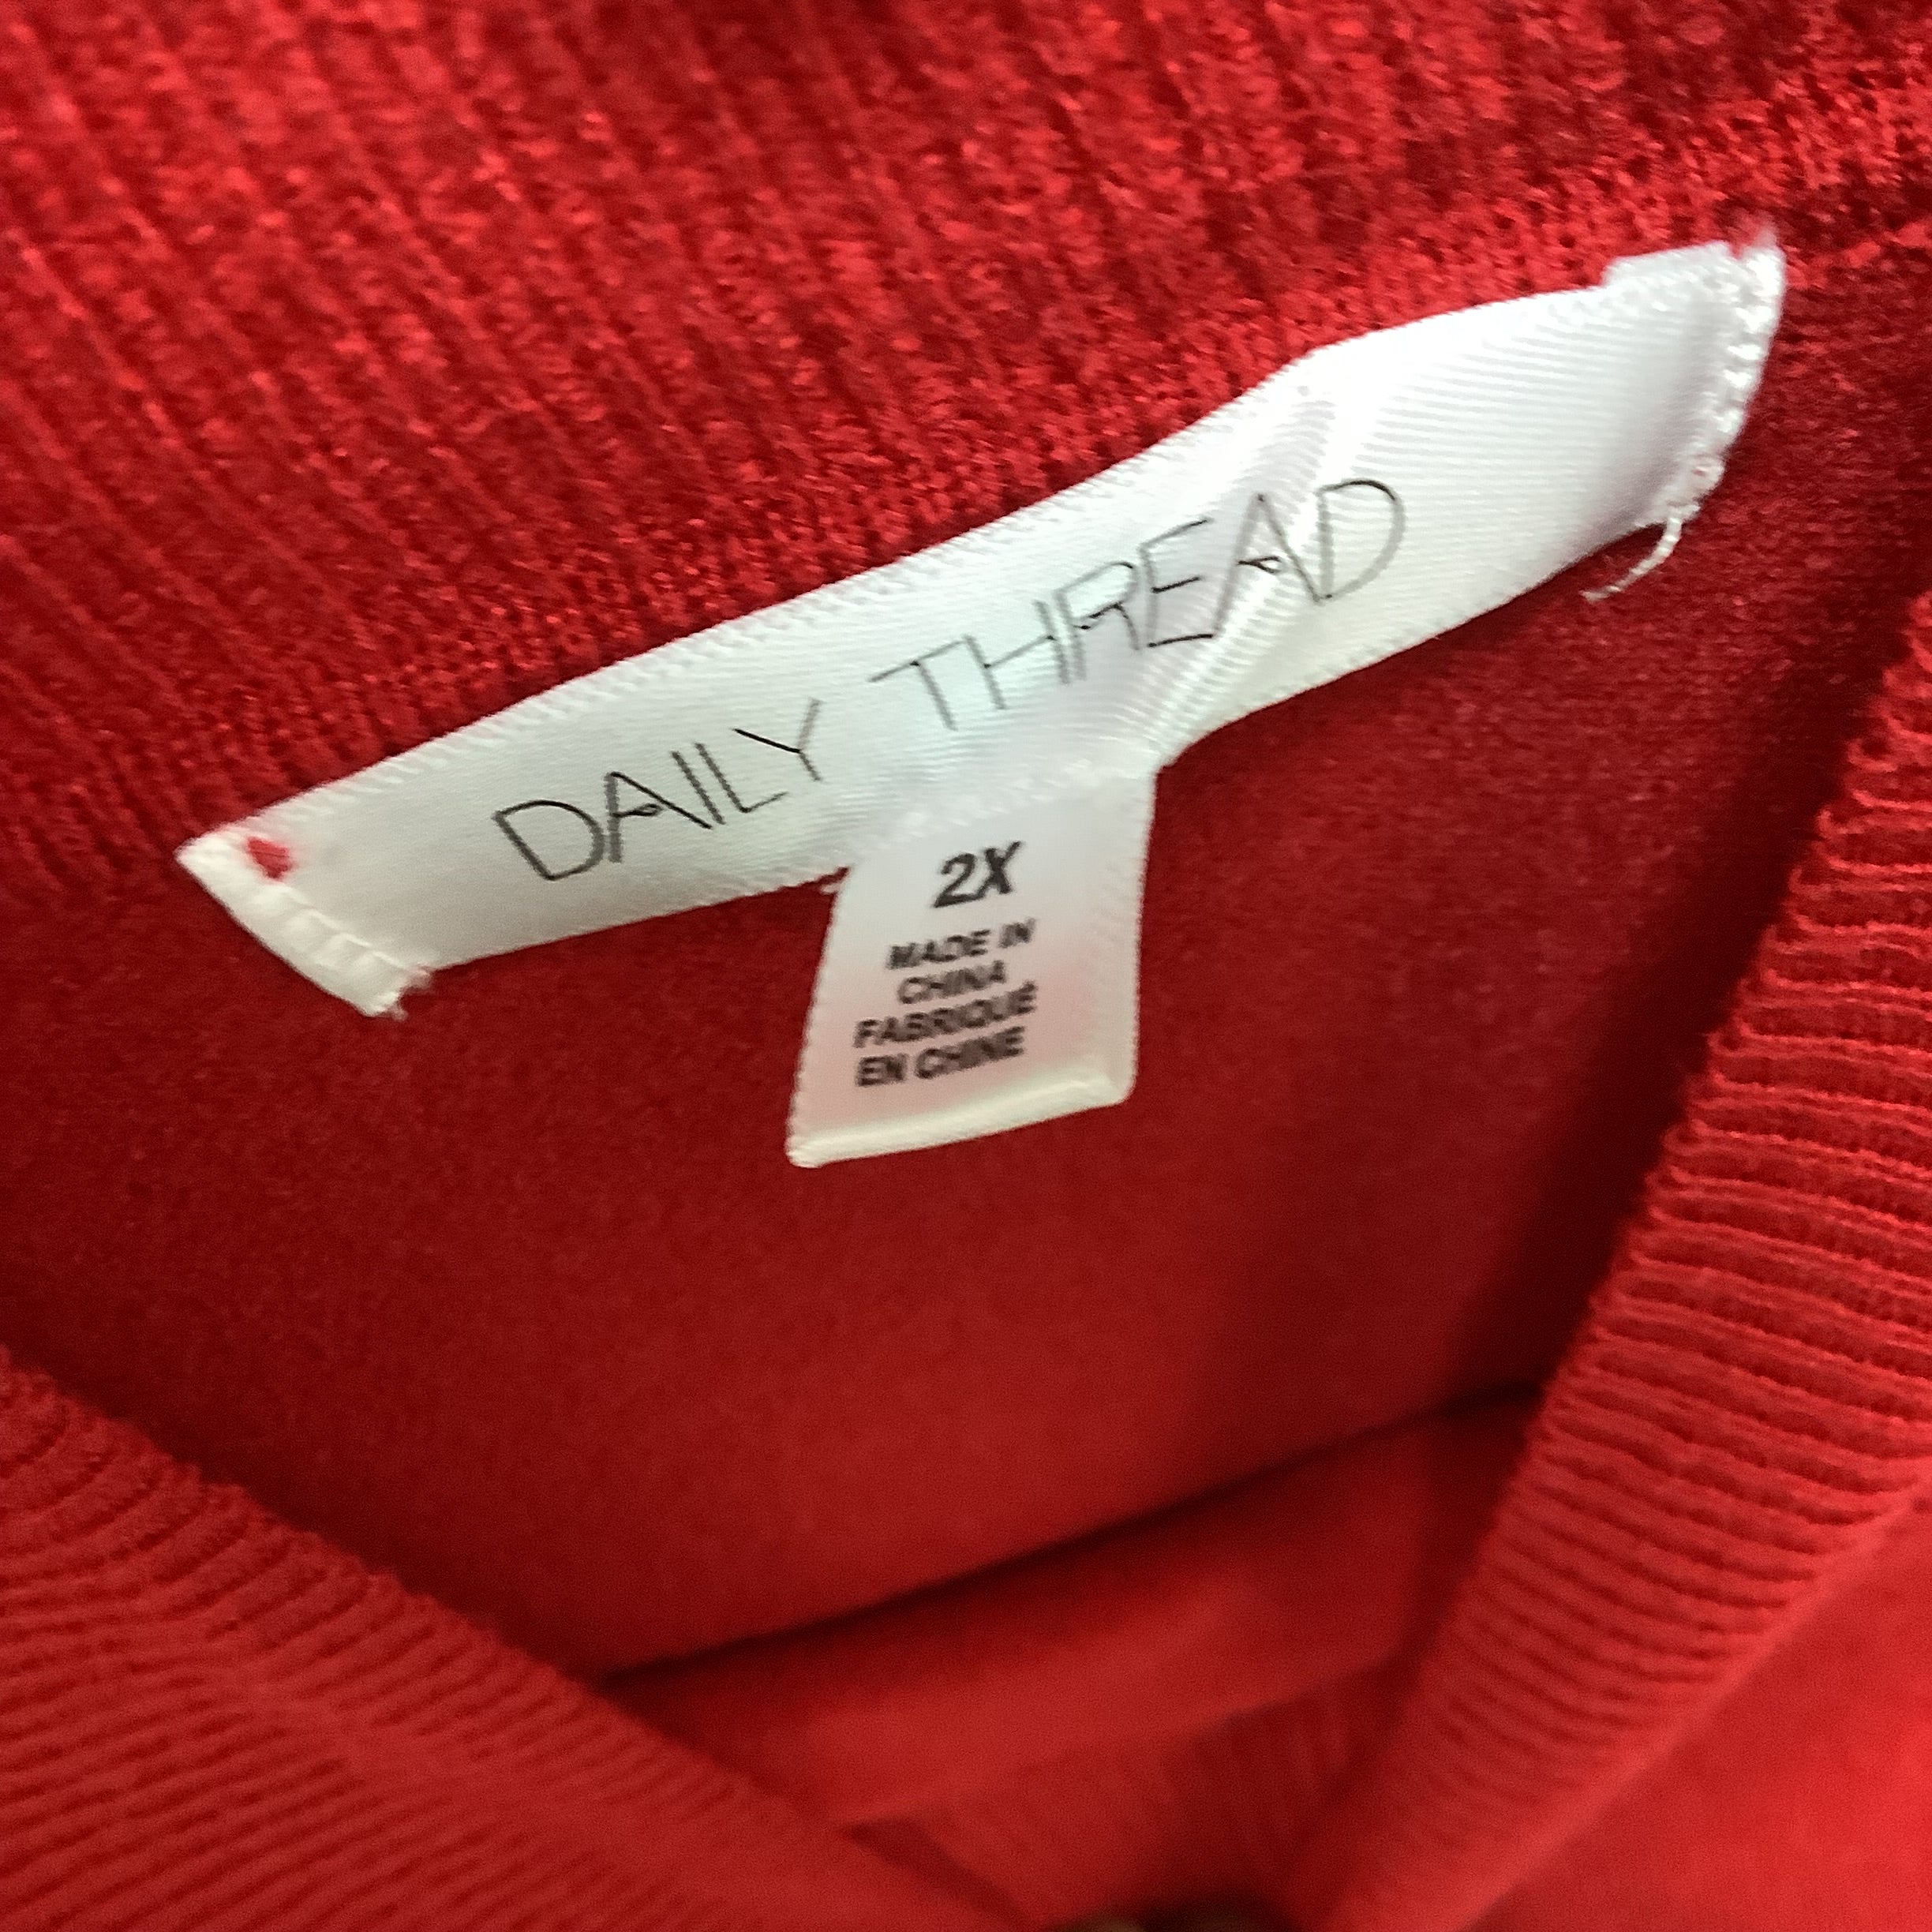 DAILY THREAD
2X
MADE IN
CHINA
FABRIQUÉ
EN CHINE